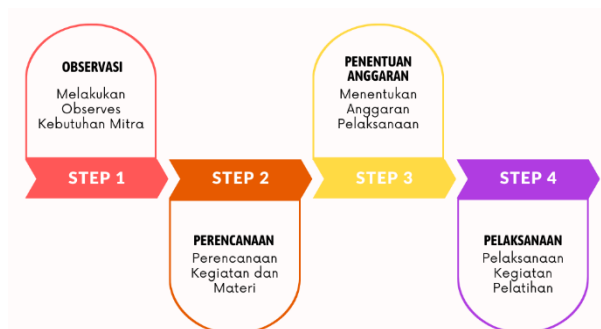 OBSERVASI
Melakukan
Observes
Kebutuhan Mitra
STEP 1
STEP 2
PERENCANAAN
Perencanaan
Kegiatan dan
Materi
PENENTUAN
ANGGARAN
Menentukan
Anggaran
Pelaksanaan
STEP 3
STEP 4
PELAKSANAAN
Pelaksanaan
Kegiatan
Pelatihan